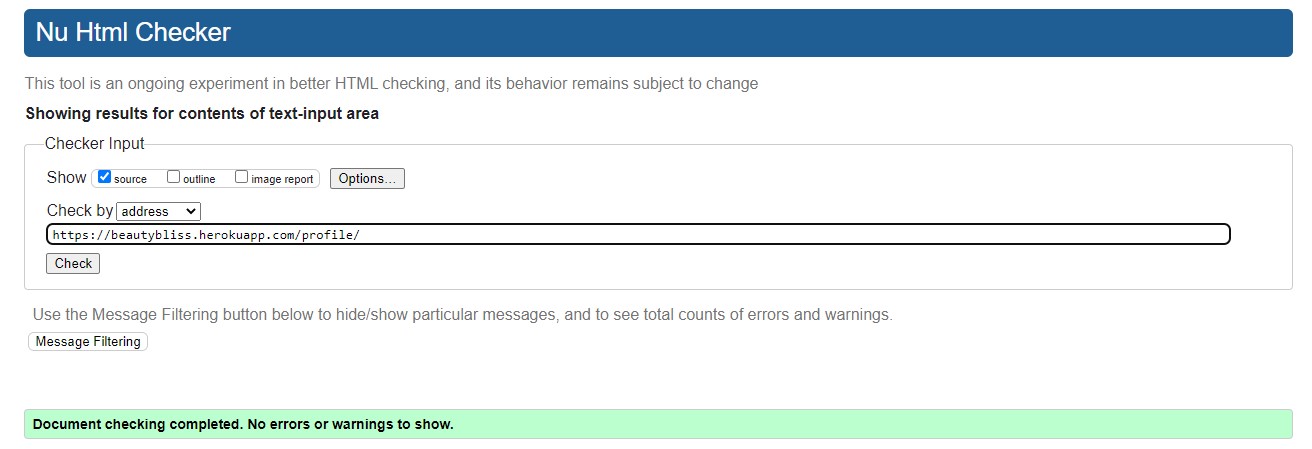 Nu Html Checker
This tool is an ongoing experiment in better HTML checking, and its behavior remains subject to change
Showing results for contents of text-input area
Checker Input
Show source outline image report Options...
Check by address
https://beautybliss.herokuapp.com/profile/
Check
Use the Message Filtering button below to hide/show particular messages, and to see total counts of errors and warnings.
Message Filtering
Document checking completed. No errors or warnings to show.